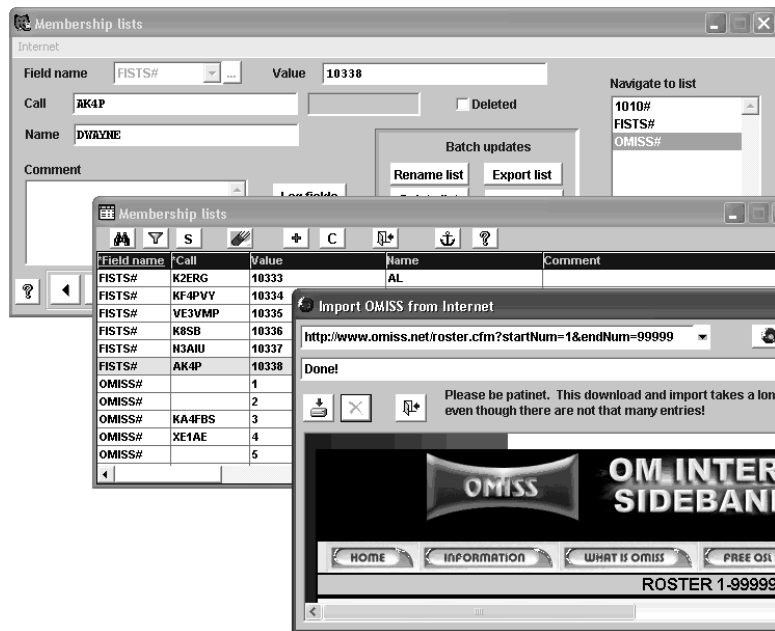 Membership lists
Internet
Field name FISTS# ... Value 10338
Navigate to list
Call AK4P Deleted
1010#
FISTS#
OMISS#
Name DWAYNE
Batch updates
Comment
Rename list Export list
Log fields
Membership lists
S + C ?
*Field name *Call Value Name Comment
FISTS# K2ERG 10333 AL
FISTS# KF4PVY 10334
FISTS# VE3VMP 10335
FISTS# K8SB 10336
FISTS# N3AIU 10337
FISTS# AK4P 10338
OMISS# 1
OMISS# 2
OMISS# KA4FBS 3
OMISS# XE1AE 4
OMISS# 5
?
Import OMISS from Internet
http://www.omiss.net/roster.cfm?startNum=1&endNum=99999
Done!
Please be patinet. This download and import takes a lon
even though there are not that many entries!
OMISS
OM INTER
SIDEBAN
HOME INFORMATION WHAT IS OMISS FREE QSL
ROSTER 1-99999